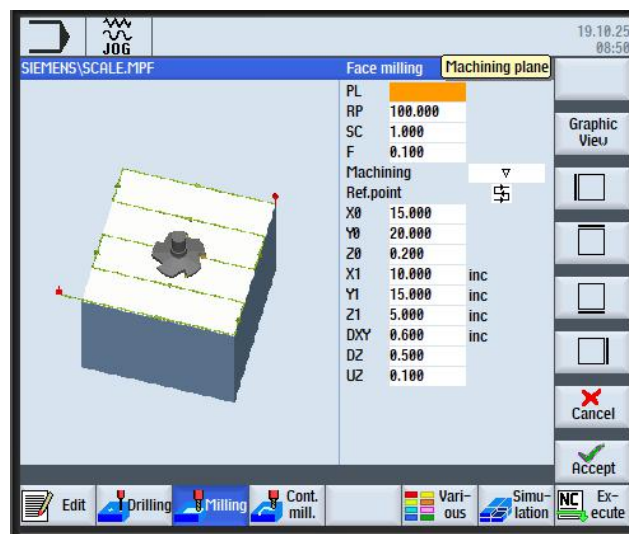 JOG
19.10.25
08:50
SIEMENS\SCALE.MPF
Face milling
Machining plane
PL
RP 100.000
SC 1.000
F 0.100
Machining ▽
Ref.point
X0 15.000
Y0 20.000
Z0 0.200
X1 10.000 inc
Y1 15.000 inc
Z1 5.000 inc
DXY 0.600 inc
DZ 0.500
UZ 0.100
Graphic
View
Cancel
Accept
Edit
Drilling
Milling
Cont.
mill.
Vari-
ous
Simu-
lation
NC Ex-
ecute